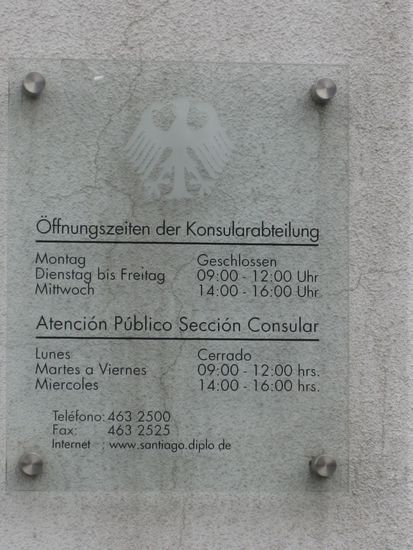 Öffnungszeiten der Konsularabteilung
Montag Geschlossen
Dienstag bis Freitag 09:00 - 12:00 Uhr
Mittwoch 14:00 - 16:00 Uhr
Atención Público Sección Consular
Lunes Cerrado
Martes a Viernes 09:00 - 12:00 hrs.
Miercoles 14:00 - 16:00 hrs.
Teléfono: 463 2500
Fax: 463 2525
Internet : www.santiago.diplo.de